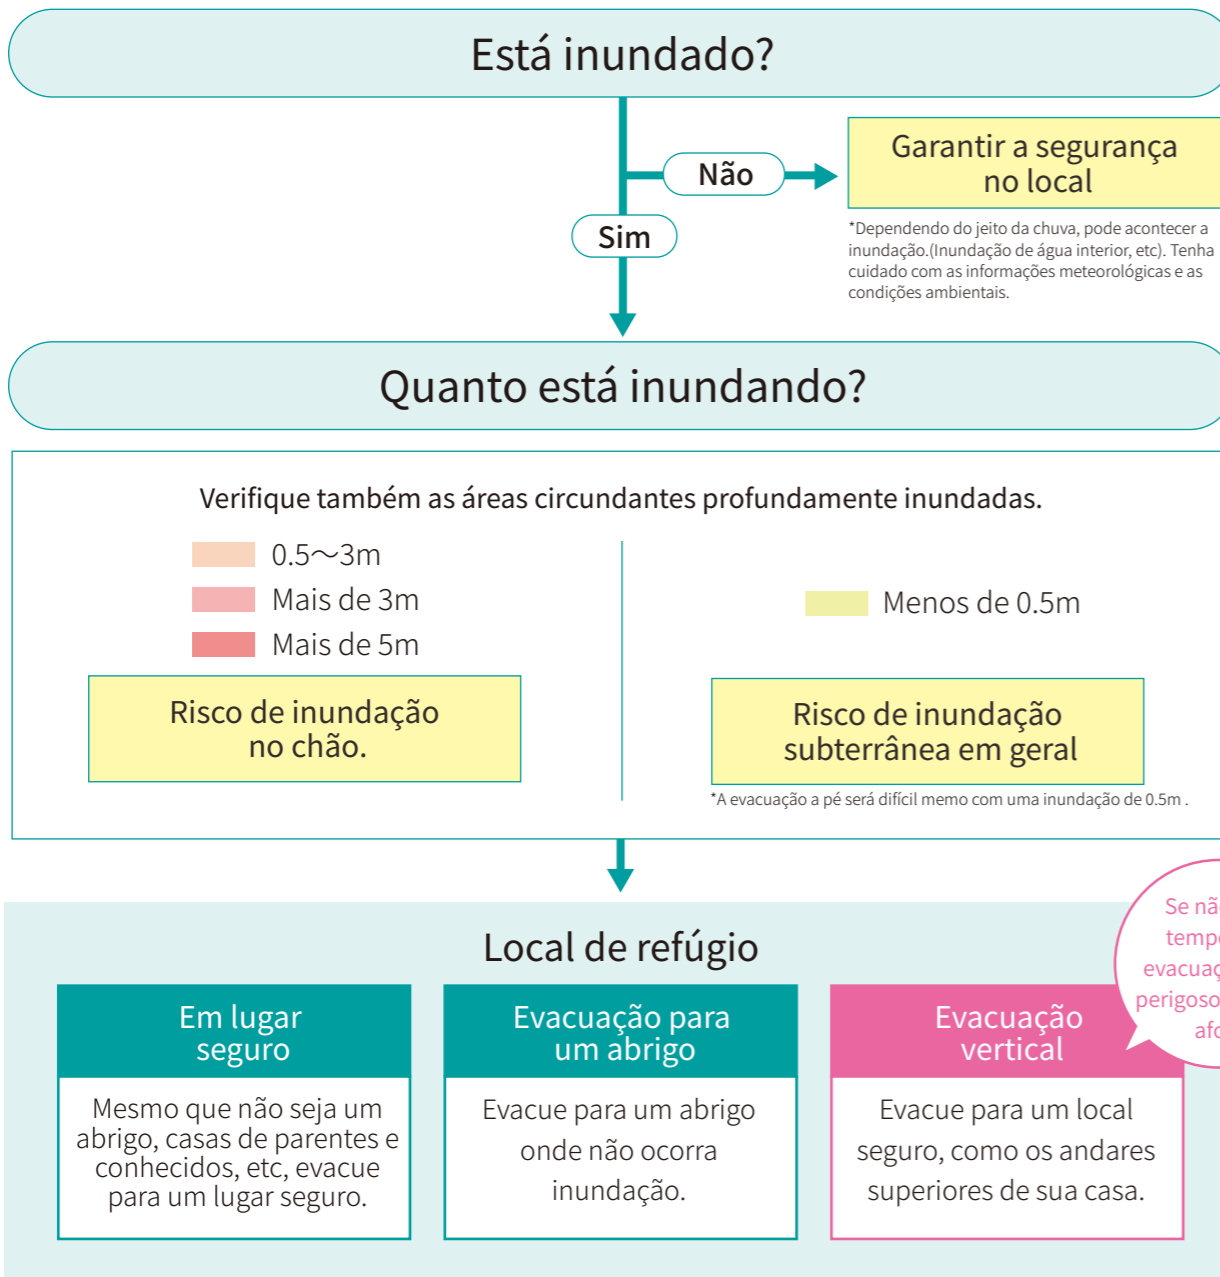 Está inundado?
Não
Garantir a segurança
no local
Sim
*Dependendo do jeito da chuva, pode acontecer a
inundação.(Inundação de água interior, etc). Tenha
cuidado com as informações meteorológicas e as
condições ambientais.
Quanto está inundando?
Verifique também as áreas circundantes profundamente inundadas.
0.5〜3m
Mais de 3m
Mais de 5m
Risco de inundação
no chão.
Menos de 0.5m
Risco de inundação
subterrânea em geral
*A evacuação a pé será difícil memo com uma inundação de 0.5m .
Se
Local de refúgio
Em lugar
seguro
Mesmo que não seja um
abrigo, casas de parentes e
conhecidos, etc, evacue
para um lugar seguro.
Evacuação para
um abrigo
Evacue para um abrigo
onde não ocorra
inundação.
Evacuação
vertical
Evacue para um local
seguro, como os andares
superiores de sua casa.